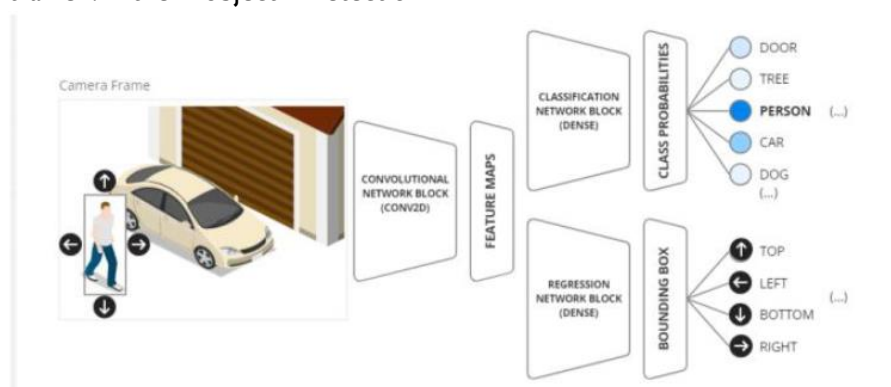 Camera Frame
CONVOLUTIONAL
NETWORK BLOCK
(CONV2D)
FEATURE MAPS
CLASSIFICATION
NETWORK BLOCK
(DENSE)
CLASS PROBABILITIES
DOOR
TREE
PERSON (...)
CAR
DOG
(...)
REGRESSION
NETWORK BLOCK
(DENSE)
BOUNDING BOX
TOP
LEFT
(...)
BOTTOM
RIGHT